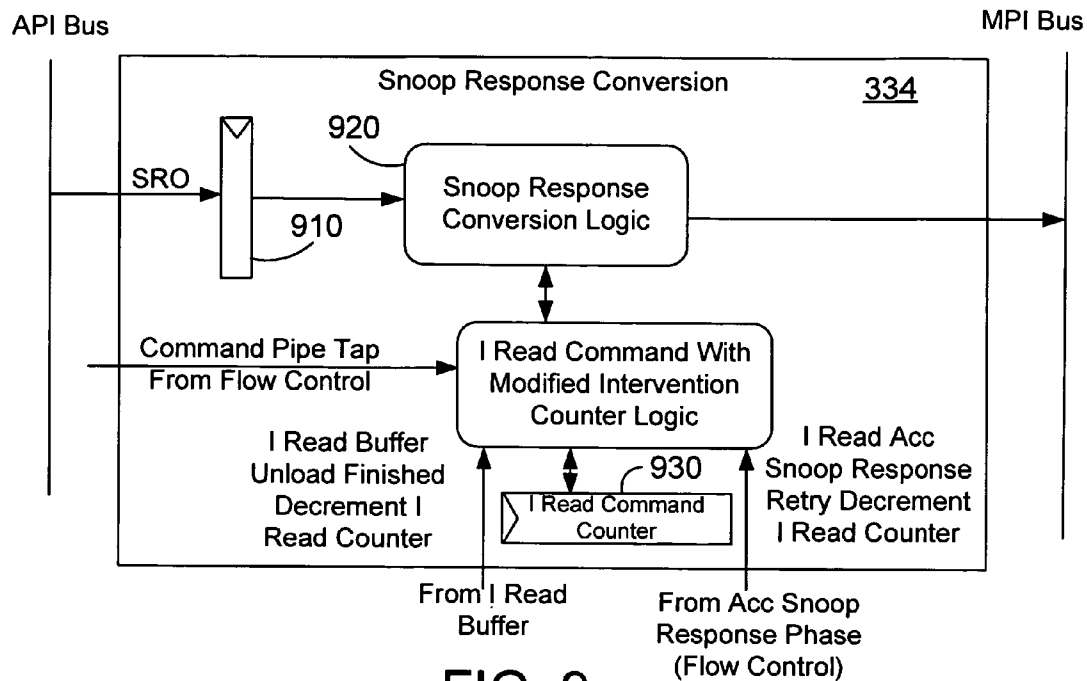 API Bus
MPI Bus
Snoop Response Conversion
334
920
SRO
Snoop Response
Conversion Logic
910
Command Pipe Tap
From Flow Control
I Read Command With
Modified Intervention
Counter Logic
I Read Buffer
Unload Finished
Decrement I
Read Counter
I Read Acc
Snoop Response
Retry Decrement
I Read Counter
930
I Read Command
Counter
From I Read
Buffer
From Acc Snoop
Response Phase
(Flow Control)